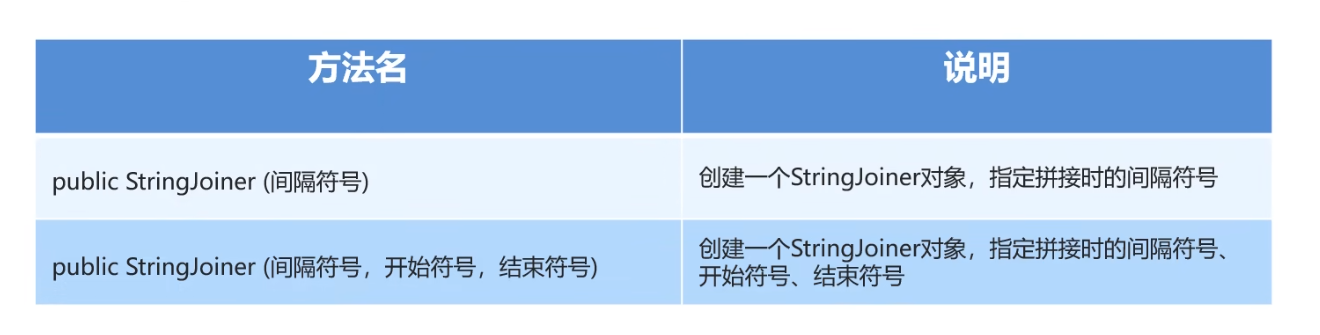 方法名
说明
public StringJoiner (间隔符号)
创建一个StringJoiner对象，指定拼接时的间隔符号
public StringJoiner (间隔符号，开始符号，结束符号)
创建一个StringJoiner对象，指定拼接时的间隔符号、
开始符号、结束符号